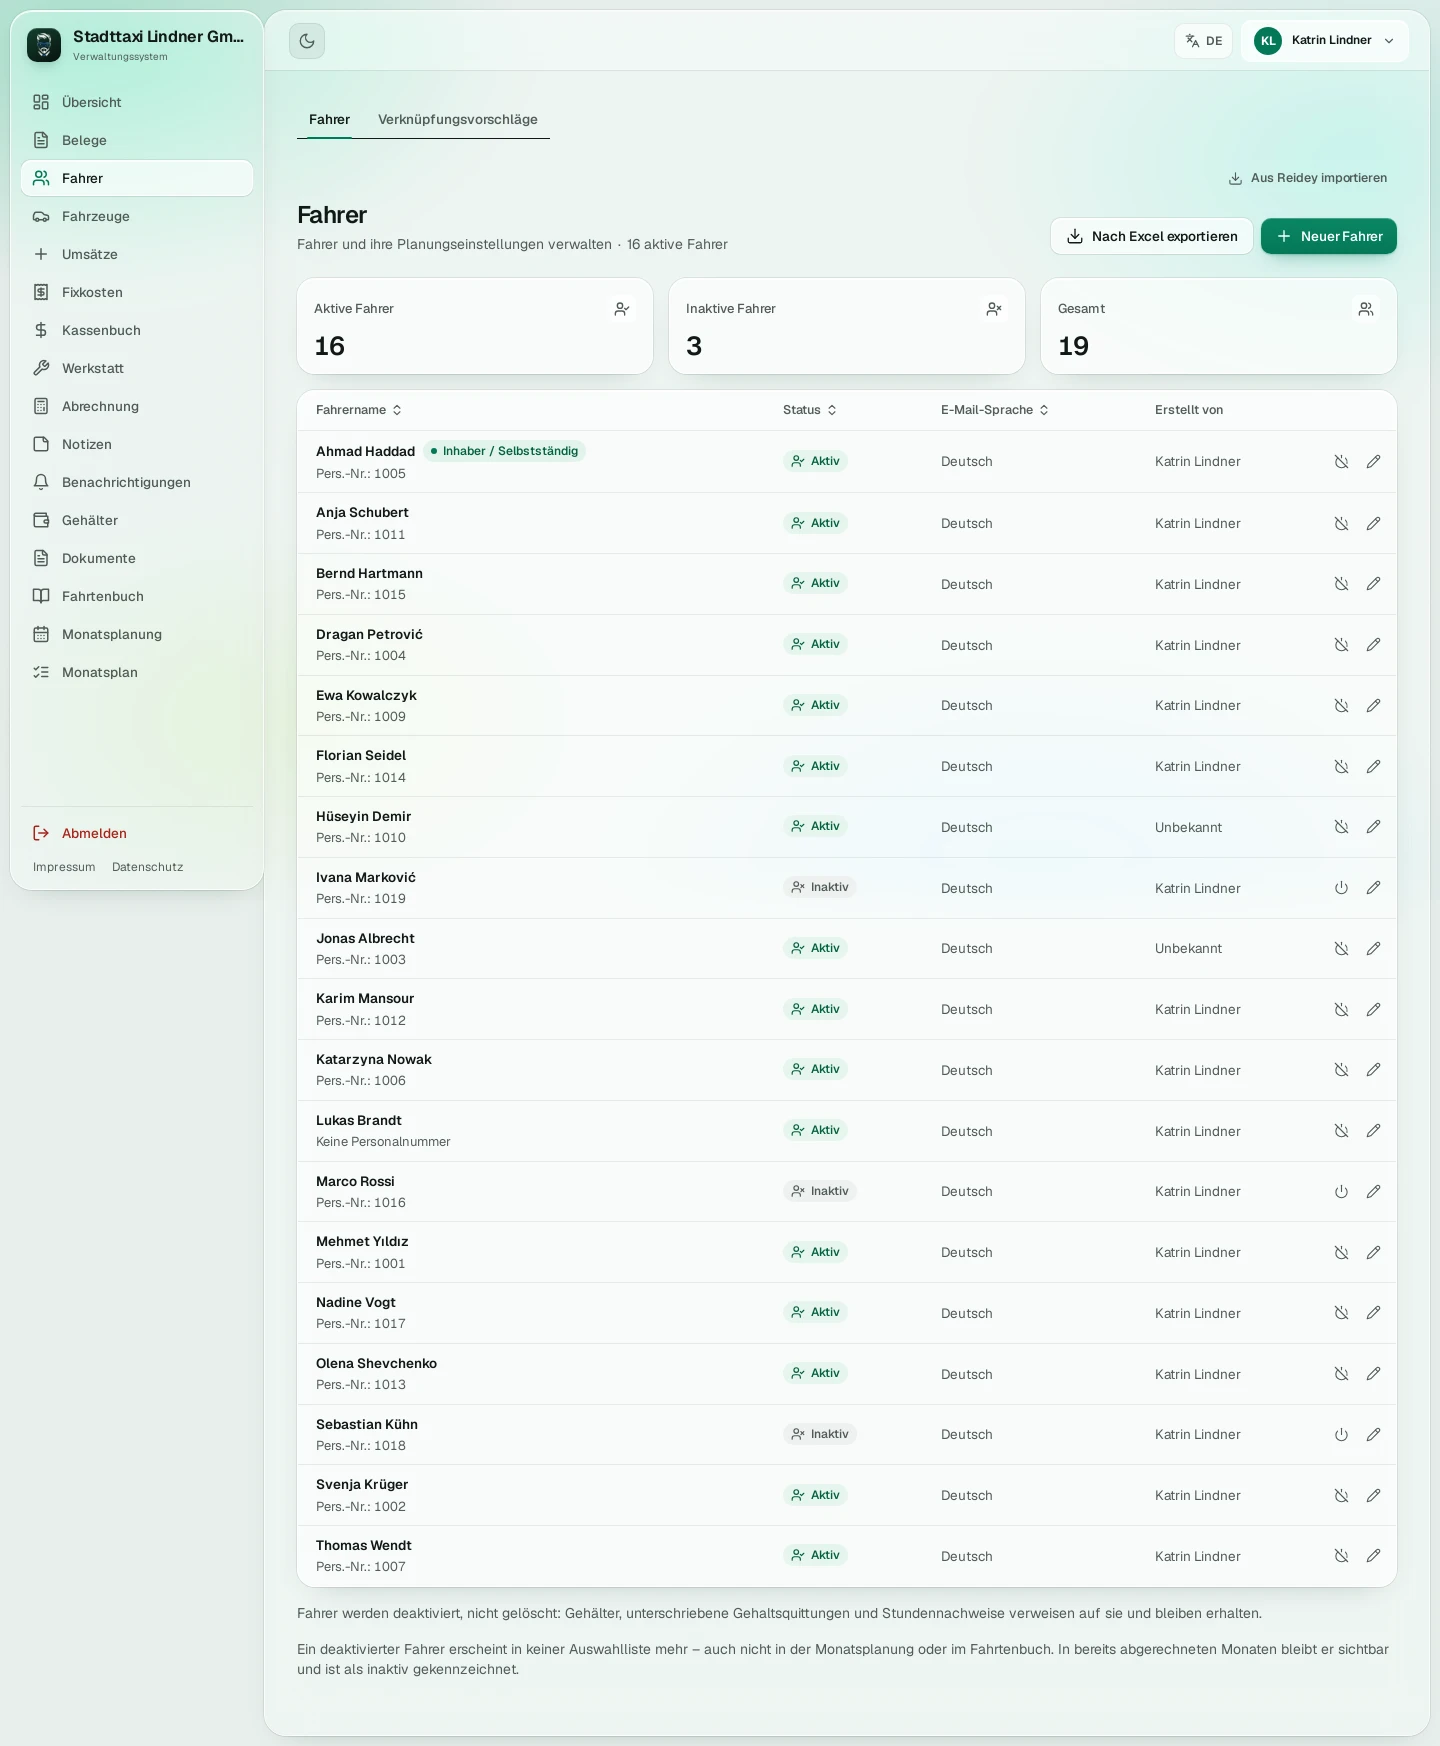 Stadttaxi Lindner Gm...
Verwaltungssystem
Übersicht
Belege
Fahrer
Fahrzeuge
Umsätze
Fixkosten
Kassenbuch
Werkstatt
Abrechnung
Notizen
Benachrichtigungen
Gehälter
Dokumente
Fahrtenbuch
Monatsplanung
Monatsplan
Abmelden
Impressum Datenschutz
DE
KL Katrin Lindner
Fahrer Verknüpfungsvorschläge
Aus Reidey importieren
Fahrer
Fahrer und ihre Planungseinstellungen verwalten · 16 aktive Fahrer
Nach Excel exportieren
Neuer Fahrer
Aktive Fahrer
16
Inaktive Fahrer
3
Gesamt
19
Fahrername Status E-Mail-Sprache Erstellt von
Ahmad Haddad Inhaber / Selbstständig
Pers.-Nr.: 1005
Aktiv Deutsch Katrin Lindner
Anja Schubert
Pers.-Nr.: 1011
Aktiv Deutsch Katrin Lindner
Bernd Hartmann
Pers.-Nr.: 1015
Aktiv Deutsch Katrin Lindner
Dragan Petrović
Pers.-Nr.: 1004
Aktiv Deutsch Katrin Lindner
Ewa Kowalczyk
Pers.-Nr.: 1009
Aktiv Deutsch Katrin Lindner
Florian Seidel
Pers.-Nr.: 1014
Aktiv Deutsch Katrin Lindner
Hüseyin Demir
Pers.-Nr.: 1010
Aktiv Deutsch Unbekannt
Ivana Marković
Pers.-Nr.: 1019
Inaktiv Deutsch Katrin Lindner
Jonas Albrecht
Pers.-Nr.: 1003
Aktiv Deutsch Unbekannt
Karim Mansour
Pers.-Nr.: 1012
Aktiv Deutsch Katrin Lindner
Katarzyna Nowak
Pers.-Nr.: 1006
Aktiv Deutsch Katrin Lindner
Lukas Brandt
Keine Personalnummer
Aktiv Deutsch Katrin Lindner
Marco Rossi
Pers.-Nr.: 1016
Inaktiv Deutsch Katrin Lindner
Mehmet Yıldız
Pers.-Nr.: 1001
Aktiv Deutsch Katrin Lindner
Nadine Vogt
Pers.-Nr.: 1017
Aktiv Deutsch Katrin Lindner
Olena Shevchenko
Pers.-Nr.: 1013
Aktiv Deutsch Katrin Lindner
Sebastian Kühn
Pers.-Nr.: 1018
Inaktiv Deutsch Katrin Lindner
Svenja Krüger
Pers.-Nr.: 1002
Aktiv Deutsch Katrin Lindner
Thomas Wendt
Pers.-Nr.: 1007
Aktiv Deutsch Katrin Lindner
Fahrer werden deaktiviert, nicht gelöscht: Gehälter, unterschriebene Gehaltsquittungen und Stundennachweise verweisen auf sie und bleiben erhalten.
Ein deaktivierter Fahrer erscheint in keiner Auswahlliste mehr – auch nicht in der Monatsplanung oder im Fahrtenbuch. In bereits abgerechneten Monaten bleibt er sichtbar
und ist als inaktiv gekennzeichnet.